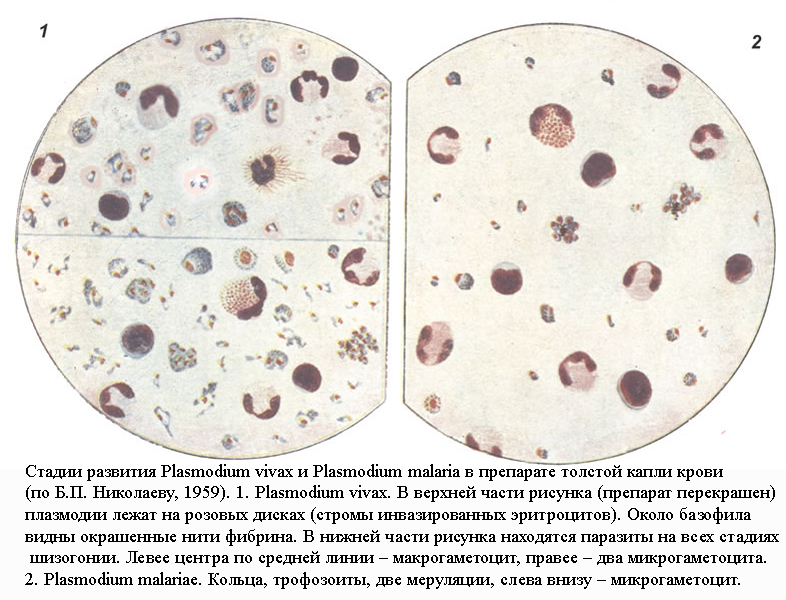 1
2
Стадии развития Plasmodium vivax и Plasmodium malaria в препарате толстой капли крови
(по Б.П. Николаеву, 1959). 1. Plasmodium vivax. В верхней части рисунка (препарат перекрашен)
плазмодии лежат на розовых дисках (стромы инвазированных эритроцитов). Около базофила
видны окрашенные нити фибрина. В нижней части рисунка находятся паразиты на всех стадиях
шизогонии. Левее центра по средней линии – макрогаметоцит, правее – два микрогаметоцита.
2. Plasmodium malariae. Кольца, трофозоиты, две меруляции, слева внизу – микрогаметоцит.